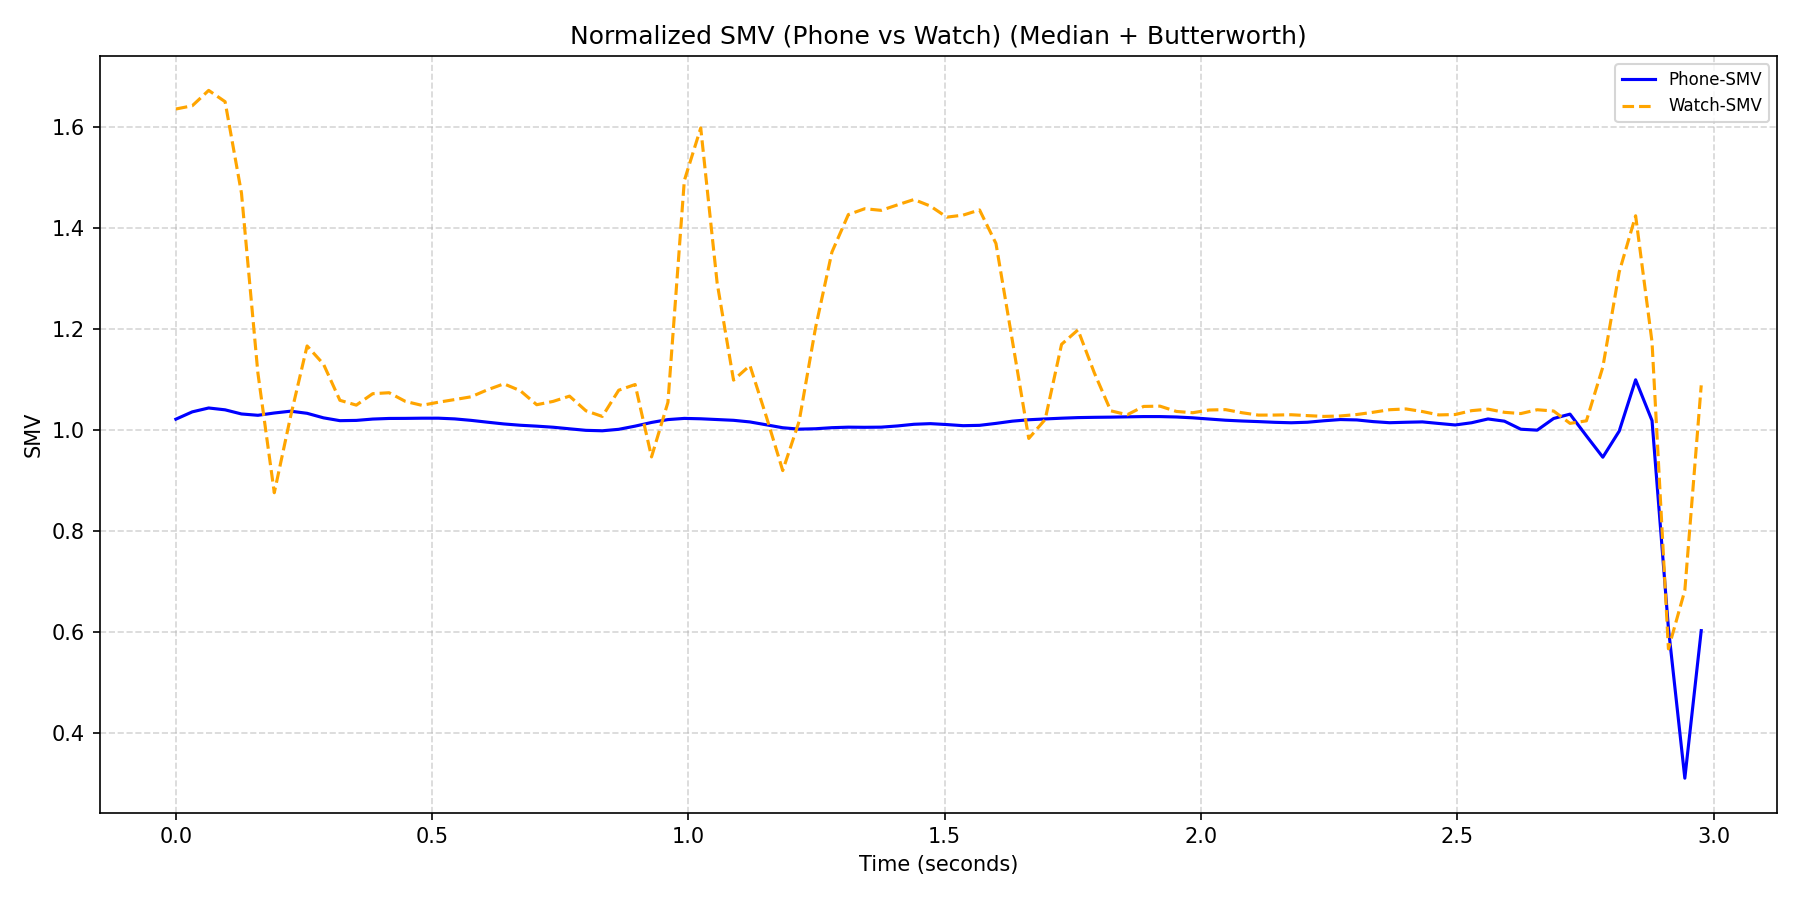 Normalized SMV (Phone vs Watch) (Median + Butterworth)
Phone-SMV
Watch-SMV
1.6
1.4
1.2
1.0
0.8
0.6
0.4
SMV
0.0 0.5 1.0 1.5 2.0 2.5 3.0
Time (seconds)